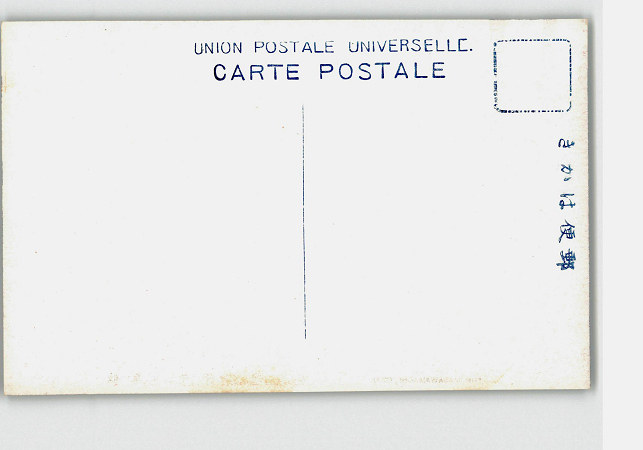 UNION POSTALE UNIVERSELLE.
CARTE POSTALE
郵便はかき